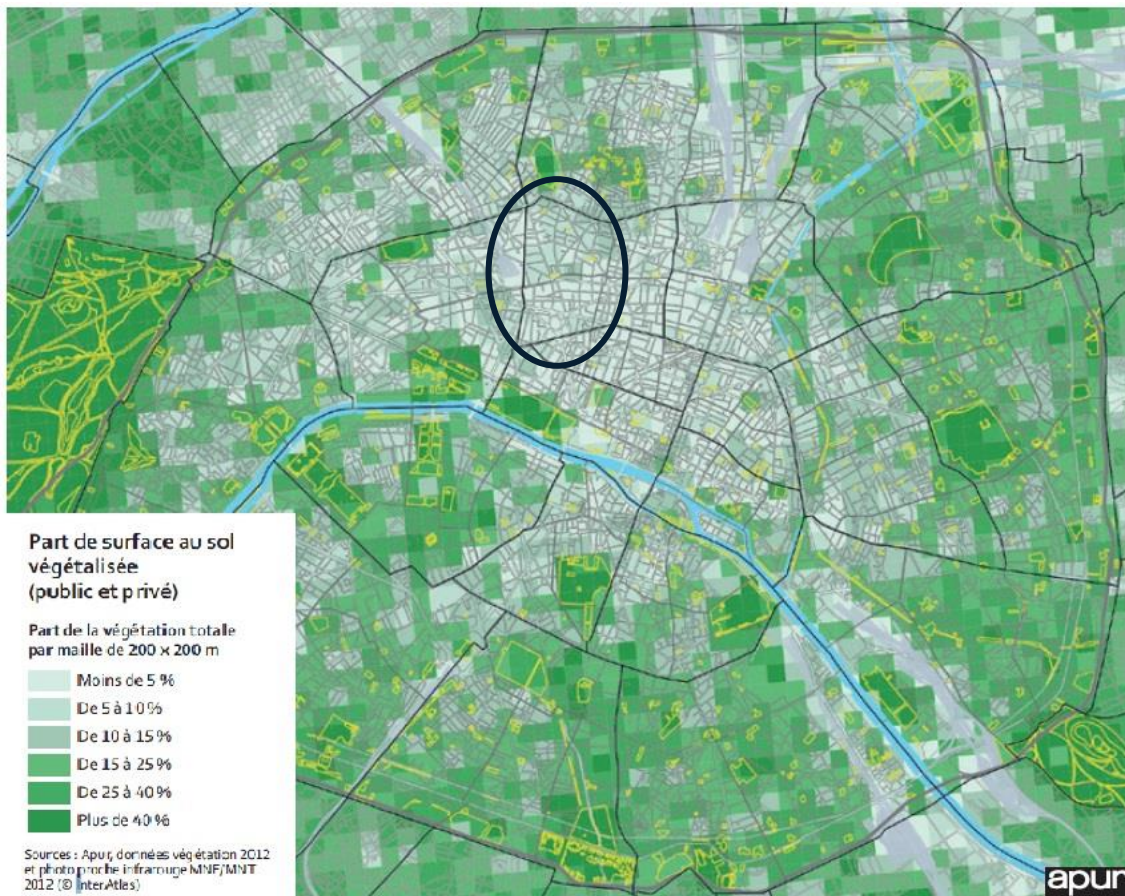 Part de surface au sol
végétalisée
(public et privé)
Part de la végétation totale
par maille de 200 x 200 m
Moins de 5 %
De 5 à 10 %
De 10 à 15 %
De 15 à 25 %
De 25 à 40 %
Plus de 40 %
Sources : Apur, données végétation 2012
et photo proche infrarouge MNE/MNT
2012 (© InterAtlas)
apur